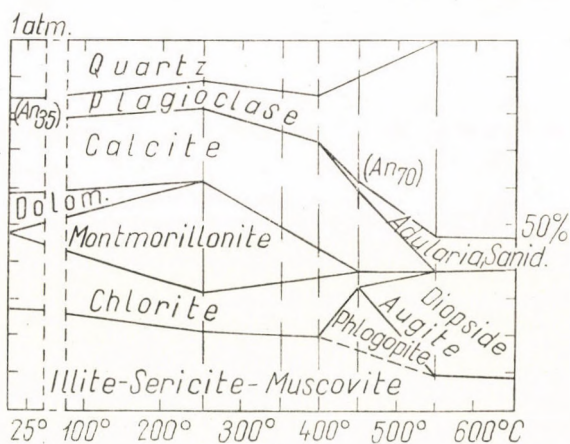 1atm.
Quartz
(An35)
Plagioclase
Calcite
(An70)
Dolom.
50%
Montmorillonite
Adularia,Sanid.
Chlorite
Diopside
Augite
Phlogopite
Illite-Sericite-Muscovite
25° 100° 200° 300° 400° 500° 600°C